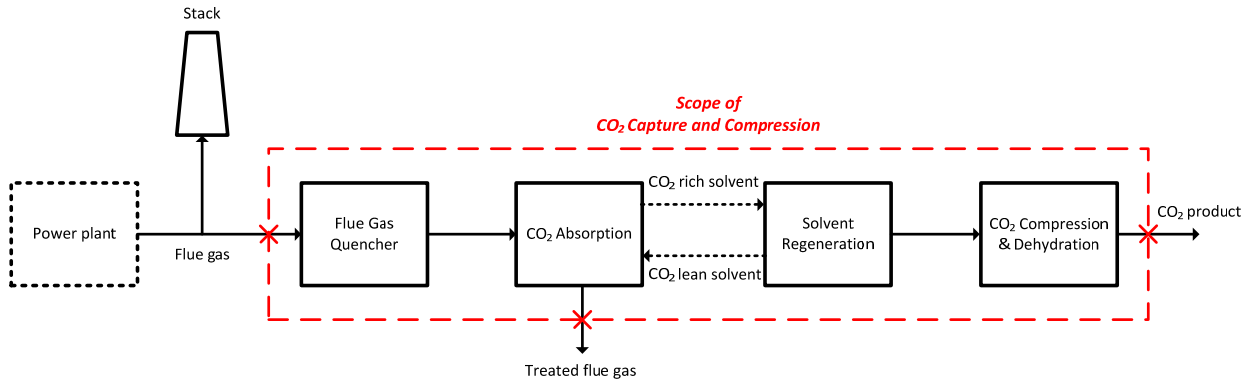 Stack
Scope of
CO₂ Capture and Compression
Power plant
Flue gas
Flue Gas
Quencher
CO₂ Absorption
CO₂ rich solvent
CO₂ lean solvent
Solvent
Regeneration
CO₂ Compression
& Dehydration
CO₂ product
Treated flue gas